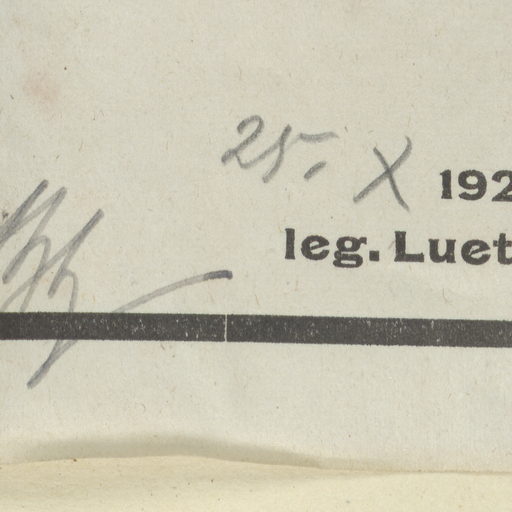 25. X 192
leg. Luet